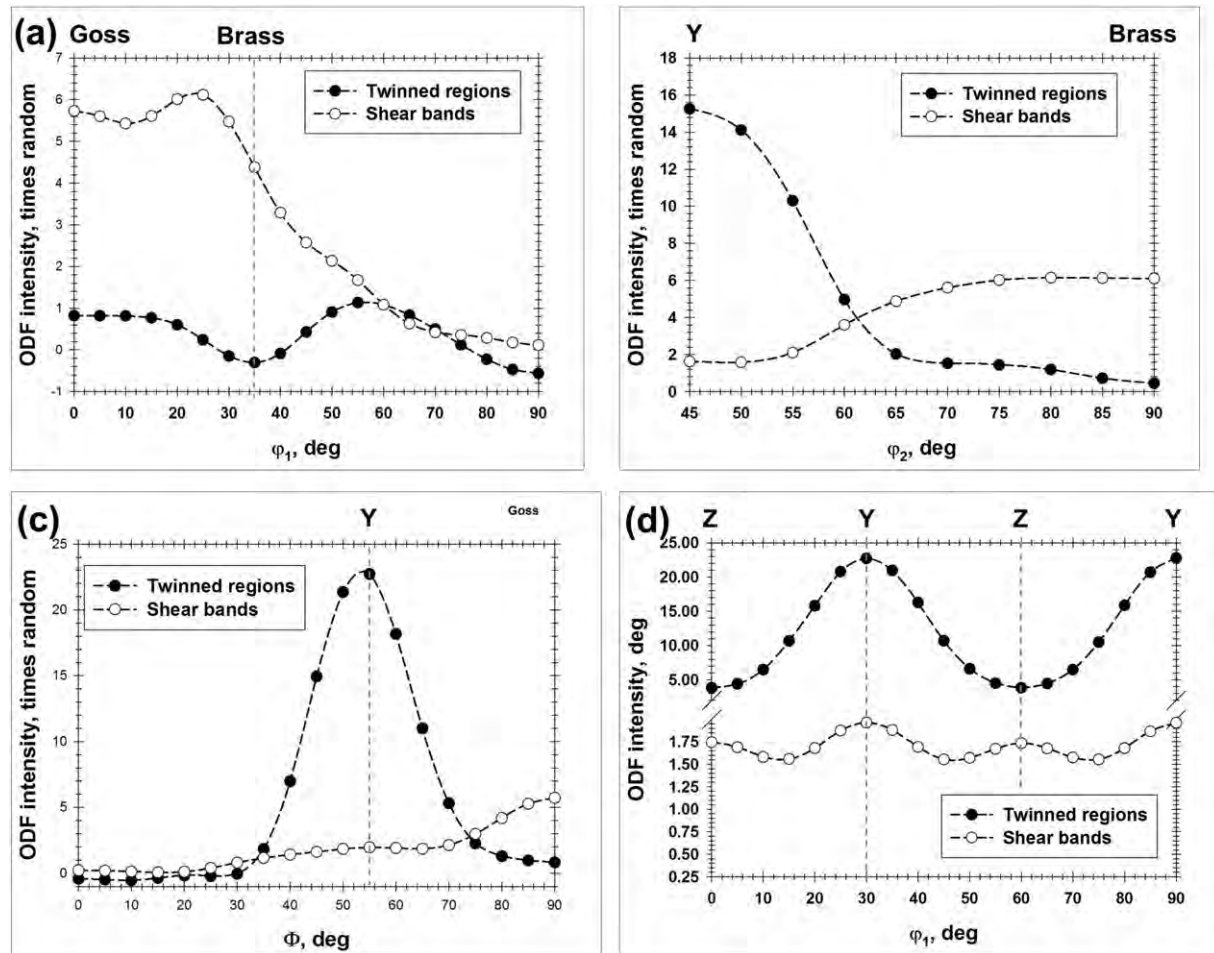 (a)
Goss Brass
7
6
5
4
3
2
1
0
-1
ODF intensity, times random
Twinned regions
Shear bands
0 10 20 30 40 50 60 70 80 90
φ1, deg
Y Brass
18
16
14
12
10
8
6
4
2
0
ODF intensity, times random
Twinned regions
Shear bands
45 50 55 60 65 70 75 80 85 90
φ2, deg
(c)
Y Goss
25
20
15
10
5
0
ODF intensity, times random
Twinned regions
Shear bands
0 10 20 30 40 50 60 70 80 90
Φ, deg
(d)
Z Y Z Y
25.00
20.00
15.00
10.00
5.00
1.75
1.50
1.25
1.00
0.75
0.50
0.25
ODF intensity, deg
Twinned regions
Shear bands
0 10 20 30 40 50 60 70 80 90
φ1, deg